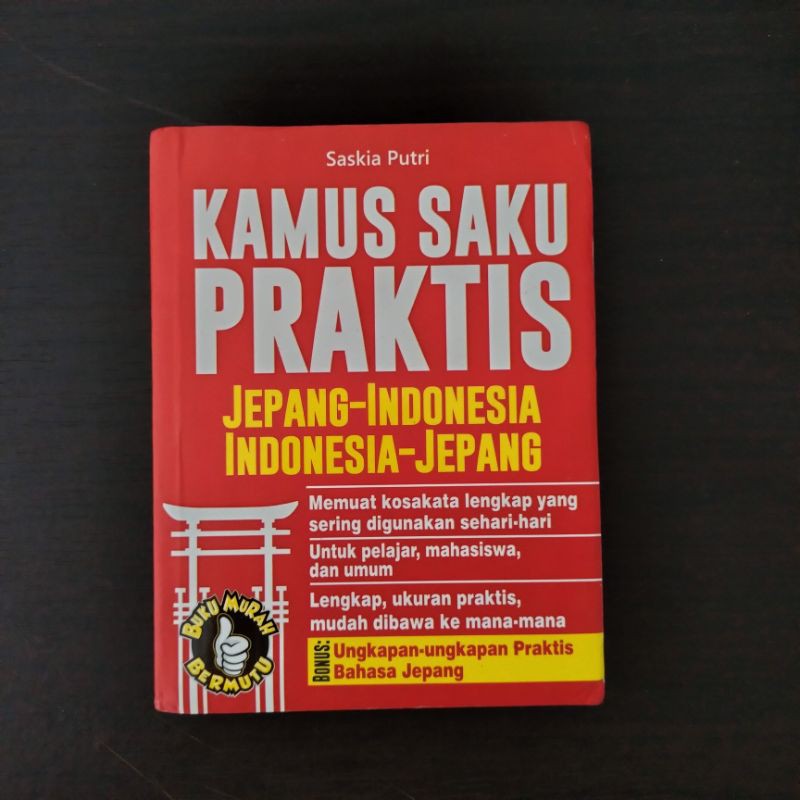 Saskia Putri
KAMUS SAKU
PRAKTIS
JEPANG-INDONESIA
INDONESIA-JEPANG
Memuat kosakata lengkap yang
sering digunakan sehari-hari
Untuk pelajar, mahasiswa,
dan umum
Lengkap, ukuran praktis,
mudah dibawa ke mana-mana
BONUS:
Ungkapan-ungkapan Praktis
Bahasa Jepang
BUKU MURAH
BERMUTU